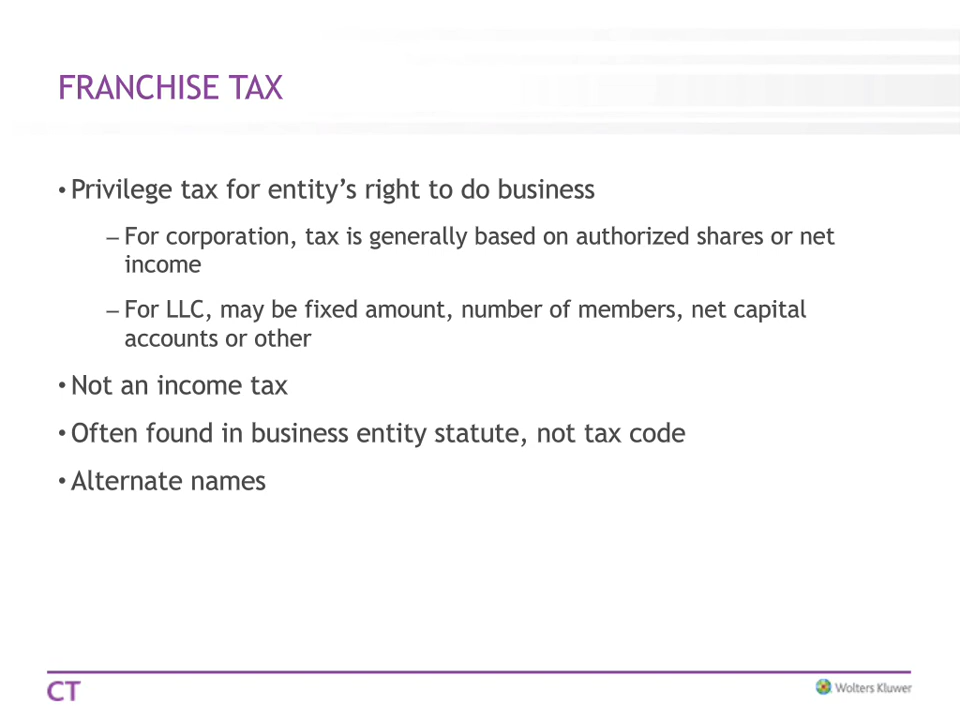 FRANCHISE TAX
• Privilege tax for entity’s right to do business
– For corporation, tax is generally based on authorized shares or net
income
– For LLC, may be fixed amount, number of members, net capital
accounts or other
• Not an income tax
• Often found in business entity statute, not tax code
• Alternate names
CT
Wolters Kluwer